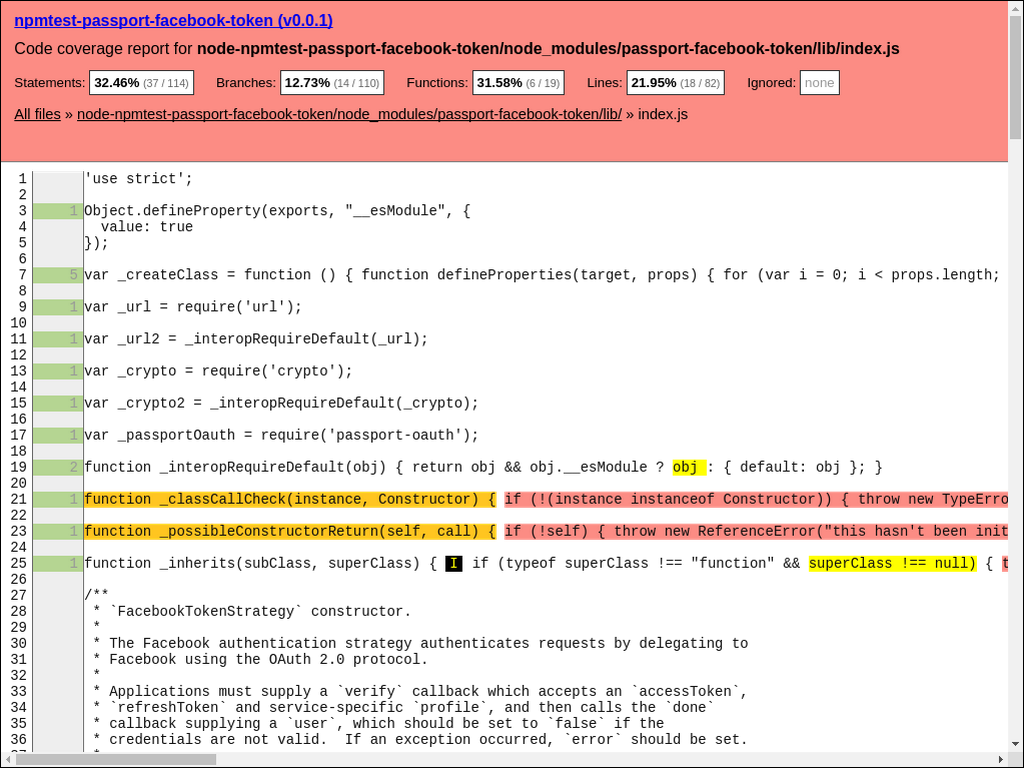 npmtest-passport-facebook-token (v0.0.1)
Code coverage report for node-npmtest-passport-facebook-token/node_modules/passport-facebook-token/lib/index.js
Statements: 32.46% (37 / 114) Branches: 12.73% (14 / 110) Functions: 31.58% (6 / 19) Lines: 21.95% (18 / 82) Ignored: none
All files » node-npmtest-passport-facebook-token/node_modules/passport-facebook-token/lib/ » index.js
1 'use strict';
2
3 1 Object.defineProperty(exports, "__esModule", {
4   value: true
5 });
6
7 5 var _createClass = function () { function defineProperties(target, props) { for (var i = 0; i < props.length;
8
9 1 var _url = require('url');
10
11 1 var _url2 = _interopRequireDefault(_url);
12
13 1 var _crypto = require('crypto');
14
15 1 var _crypto2 = _interopRequireDefault(_crypto);
16
17 1 var _passportOauth = require('passport-oauth');
18
19 2 function _interopRequireDefault(obj) { return obj && obj.__esModule ? obj : { default: obj }; }
20
21 1 function _classCallCheck(instance, Constructor) { if (!(instance instanceof Constructor)) { throw new TypeErro
22
23 1 function _possibleConstructorReturn(self, call) { if (!self) { throw new ReferenceError("this hasn't been init
24
25 1 function _inherits(subClass, superClass) { I if (typeof superClass !== "function" && superClass !== null) { t
26
27 /**
28  * `FacebookTokenStrategy` constructor.
29  *
30  * The Facebook authentication strategy authenticates requests by delegating to
31  * Facebook using the OAuth 2.0 protocol.
32  *
33  * Applications must supply a `verify` callback which accepts an `accessToken`,
34  * `refreshToken` and service-specific `profile`, and then calls the `done`
35  * callback supplying a `user`, which should be set to `false` if the
36  * credentials are not valid.  If an exception occurred, `error` should be set.